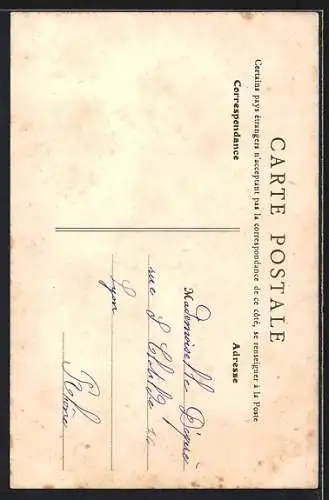 CARTE POSTALE
Certains pays étrangers n'acceptant pas la correspondance de ce côté, se renseigner à la Poste
Correspondance
Adresse
Mademoiselle
rue
Lyon
Rhône